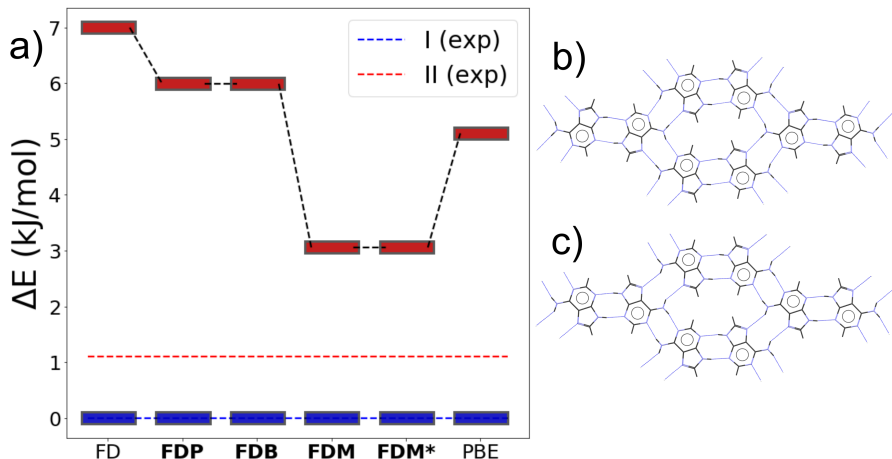 a)
I (exp)
II (exp)
ΔE (kJ/mol)
7
6
5
4
3
2
1
0
FD FDP FDB FDM FDM* PBE
b)
c)